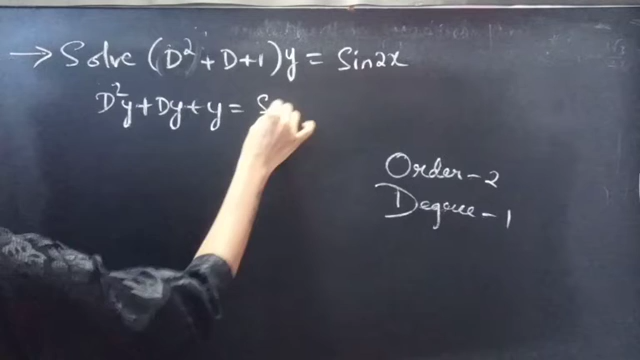 → Solve (D² + D + 1)y = Sin2x
D²y + Dy + y = S
Order - 2
Degree - 1